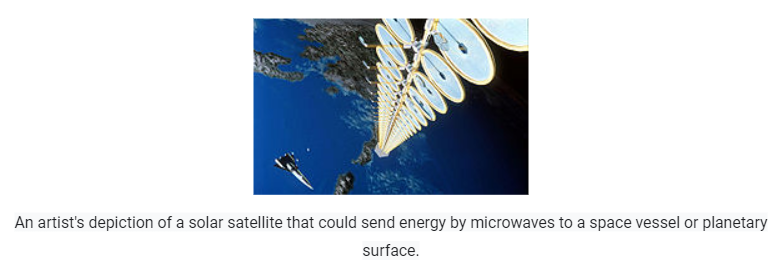 An artist's depiction of a solar satellite that could send energy by microwaves to a space vessel or planetary
surface.